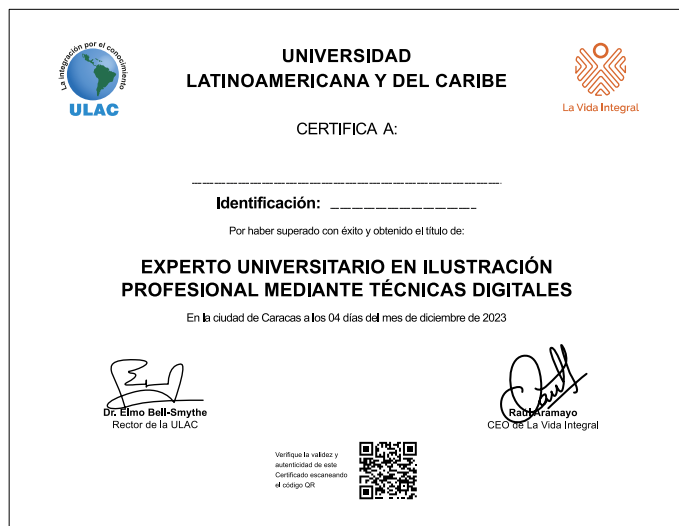 La integración por el conocimiento
ULAC
UNIVERSIDAD
LATINOAMERICANA Y DEL CARIBE
La Vida Integral
CERTIFICA A:
Identificación:
Por haber superado con éxito y obtenido el título de:
EXPERTO UNIVERSITARIO EN ILUSTRACIÓN
PROFESIONAL MEDIANTE TÉCNICAS DIGITALES
En la ciudad de Caracas a los 04 días del mes de diciembre de 2023
Dr. Elmo Bell-Smythe
Rector de la ULAC
Raúl Aramayo
CEO de La Vida Integral
Verifique la validez y
autenticidad de este
Certificado escaneando
el código QR